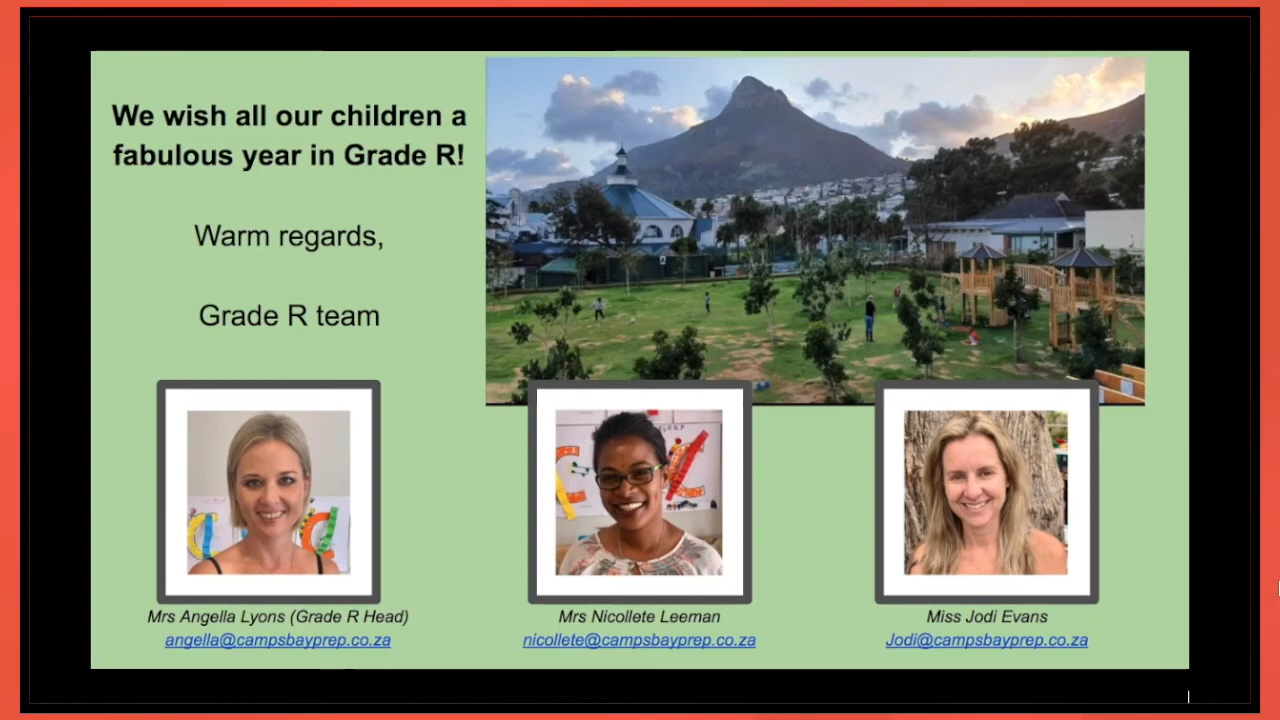 We wish all our children a
fabulous year in Grade R!
Warm regards,
Grade R team
Mrs Angella Lyons (Grade R Head)
angella@campsbayprep.co.za
Mrs Nicollete Leeman
nicollete@campsbayprep.co.za
Miss Jodi Evans
Jodi@campsbayprep.co.za